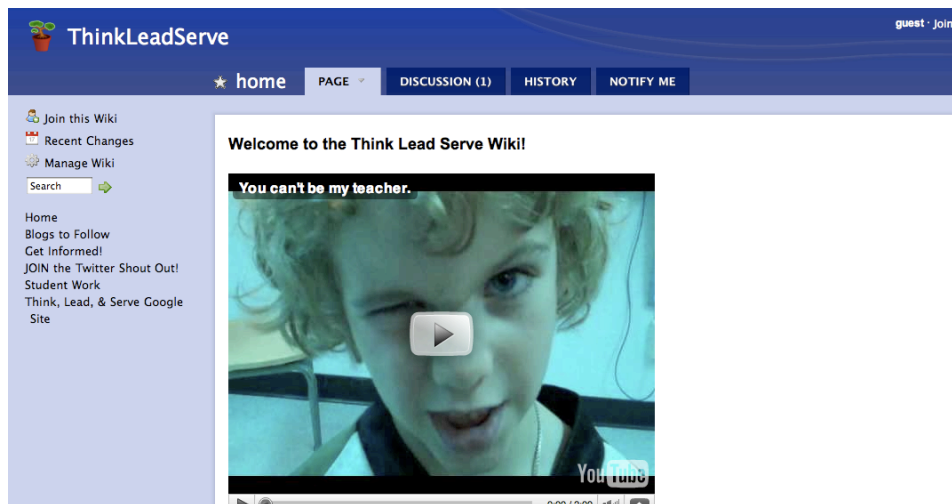 ThinkLeadServe
guest · Join
home
PAGE
DISCUSSION (1)
HISTORY
NOTIFY ME
Join this Wiki
Recent Changes
Manage Wiki
Search
Home
Blogs to Follow
Get Informed!
JOIN the Twitter Shout Out!
Student Work
Think, Lead, & Serve Google
Site
Welcome to the Think Lead Serve Wiki!
You can't be my teacher.
YouTube